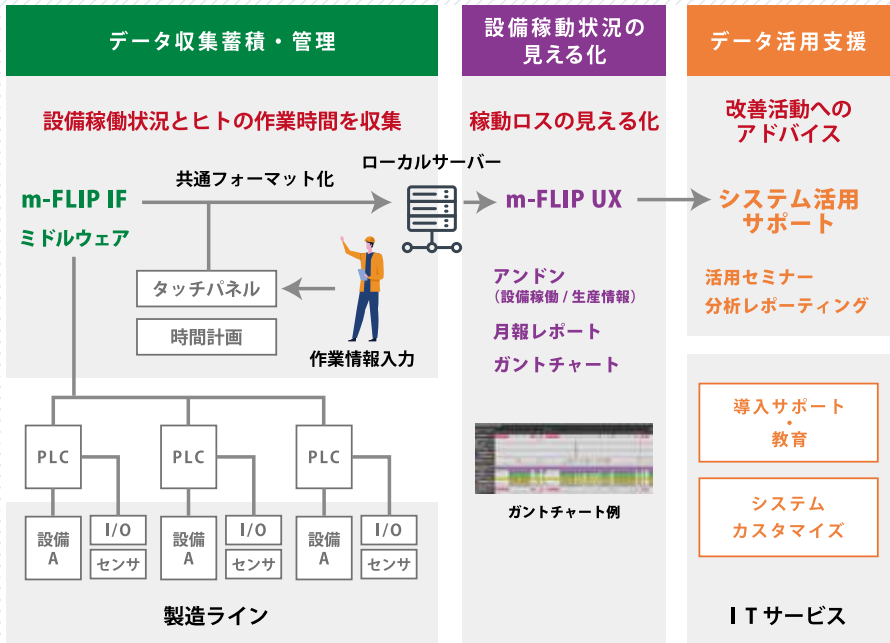 データ収集蓄積・管理
設備稼働状況とヒトの作業時間を収集
m-FLIP IF
ミドルウェア
共通フォーマット化
ローカルサーバー
タッチパネル
時間計画
作業情報入力
PLC
PLC
PLC
設備
A
I/O
センサ
設備
A
I/O
センサ
設備
A
I/O
センサ
製造ライン
設備稼動状況の
見える化
稼動ロスの見える化
m-FLIP UX
アンドン
（設備稼働 / 生産情報）
月報レポート
ガントチャート
ガントチャート例
データ活用支援
改善活動への
アドバイス
システム活用
サポート
活用セミナー
分析レポーティング
導入サポート
・
教育
システム
カスタマイズ
ITサービス